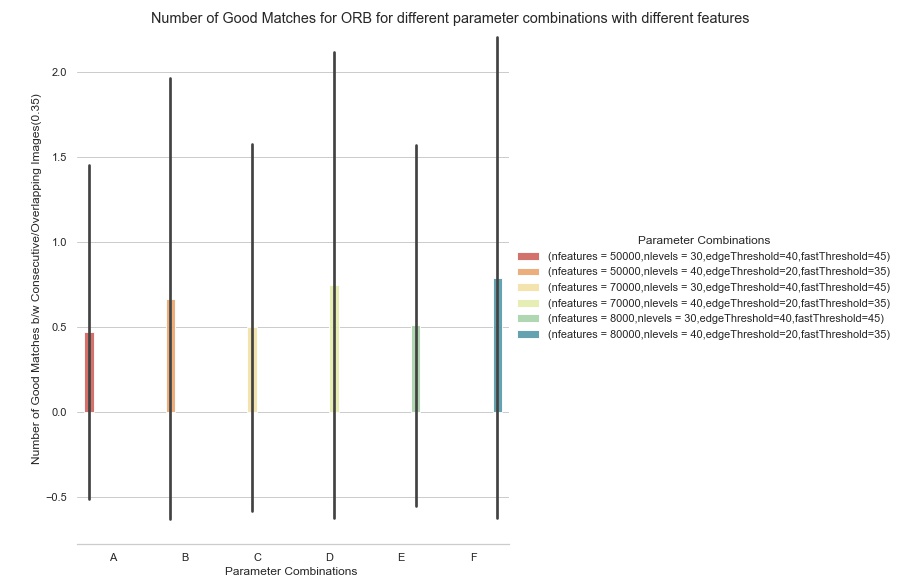 Number of Good Matches for ORB for different parameter combinations with different features
Number of Good Matches b/w Consecutive/Overlapping Images(0.35)
2.0
1.5
1.0
0.5
0.0
−0.5
A B C D E F
Parameter Combinations
Parameter Combinations
(nfeatures = 50000,nlevels = 30,edgeThreshold=40,fastThreshold=45)
(nfeatures = 50000,nlevels = 40,edgeThreshold=20,fastThreshold=35)
(nfeatures = 70000,nlevels = 30,edgeThreshold=40,fastThreshold=45)
(nfeatures = 70000,nlevels = 40,edgeThreshold=20,fastThreshold=35)
(nfeatures = 8000,nlevels = 30,edgeThreshold=40,fastThreshold=45)
(nfeatures = 80000,nlevels = 40,edgeThreshold=20,fastThreshold=35)